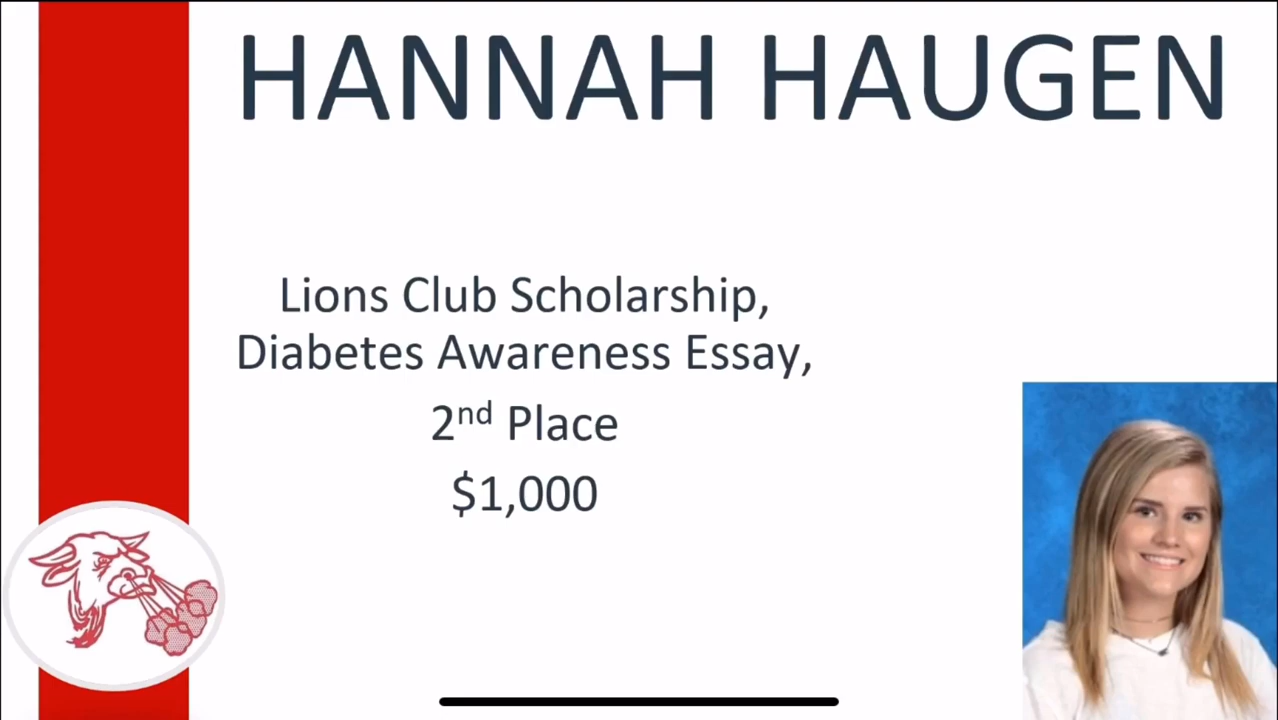 HANNAH HAUGEN
Lions Club Scholarship,
Diabetes Awareness Essay,
2nd Place
$1,000